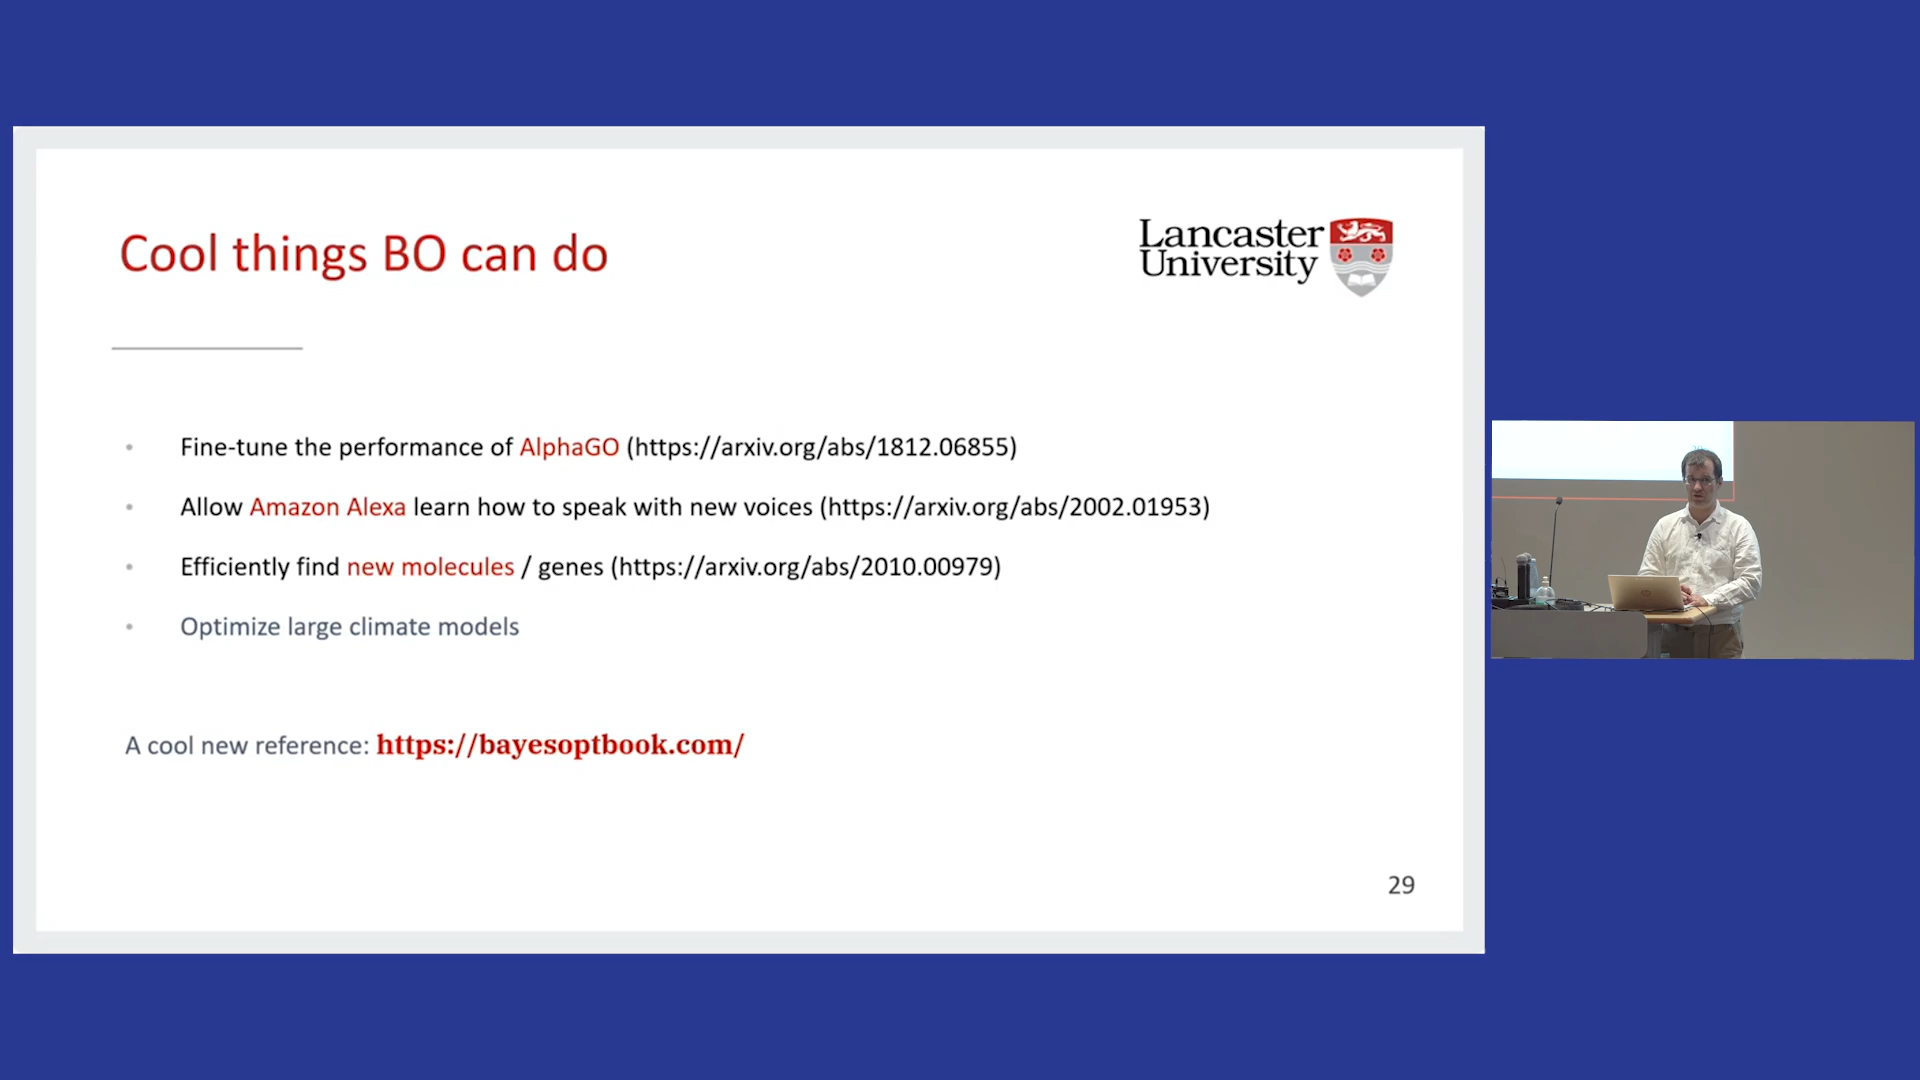 Cool things BO can do
Lancaster
University
• Fine-tune the performance of AlphaGO (https://arxiv.org/abs/1812.06855)
• Allow Amazon Alexa learn how to speak with new voices (https://arxiv.org/abs/2002.01953)
• Efficiently find new molecules / genes (https://arxiv.org/abs/2010.00979)
• Optimize large climate models
A cool new reference: https://bayesoptbook.com/
29